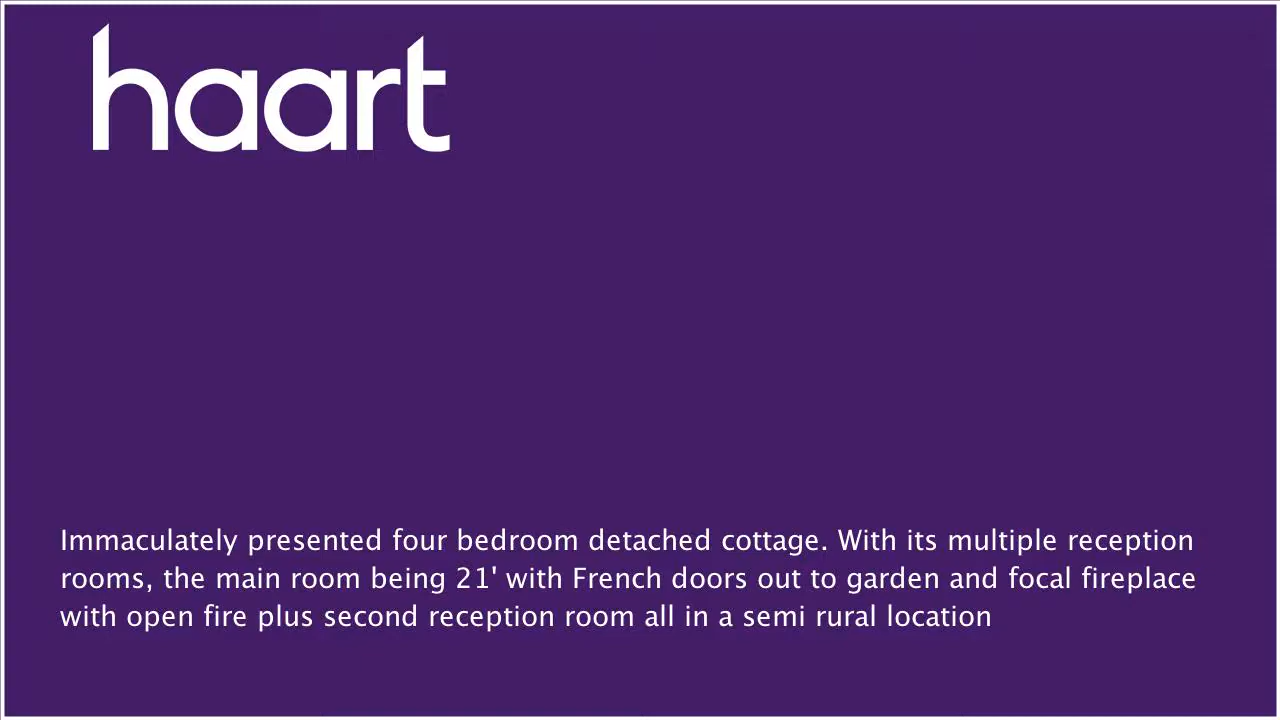 haart
Immaculately presented four bedroom detached cottage. With its multiple reception
rooms, the main room being 21' with French doors out to garden and focal fireplace
with open fire plus second reception room all in a semi rural location